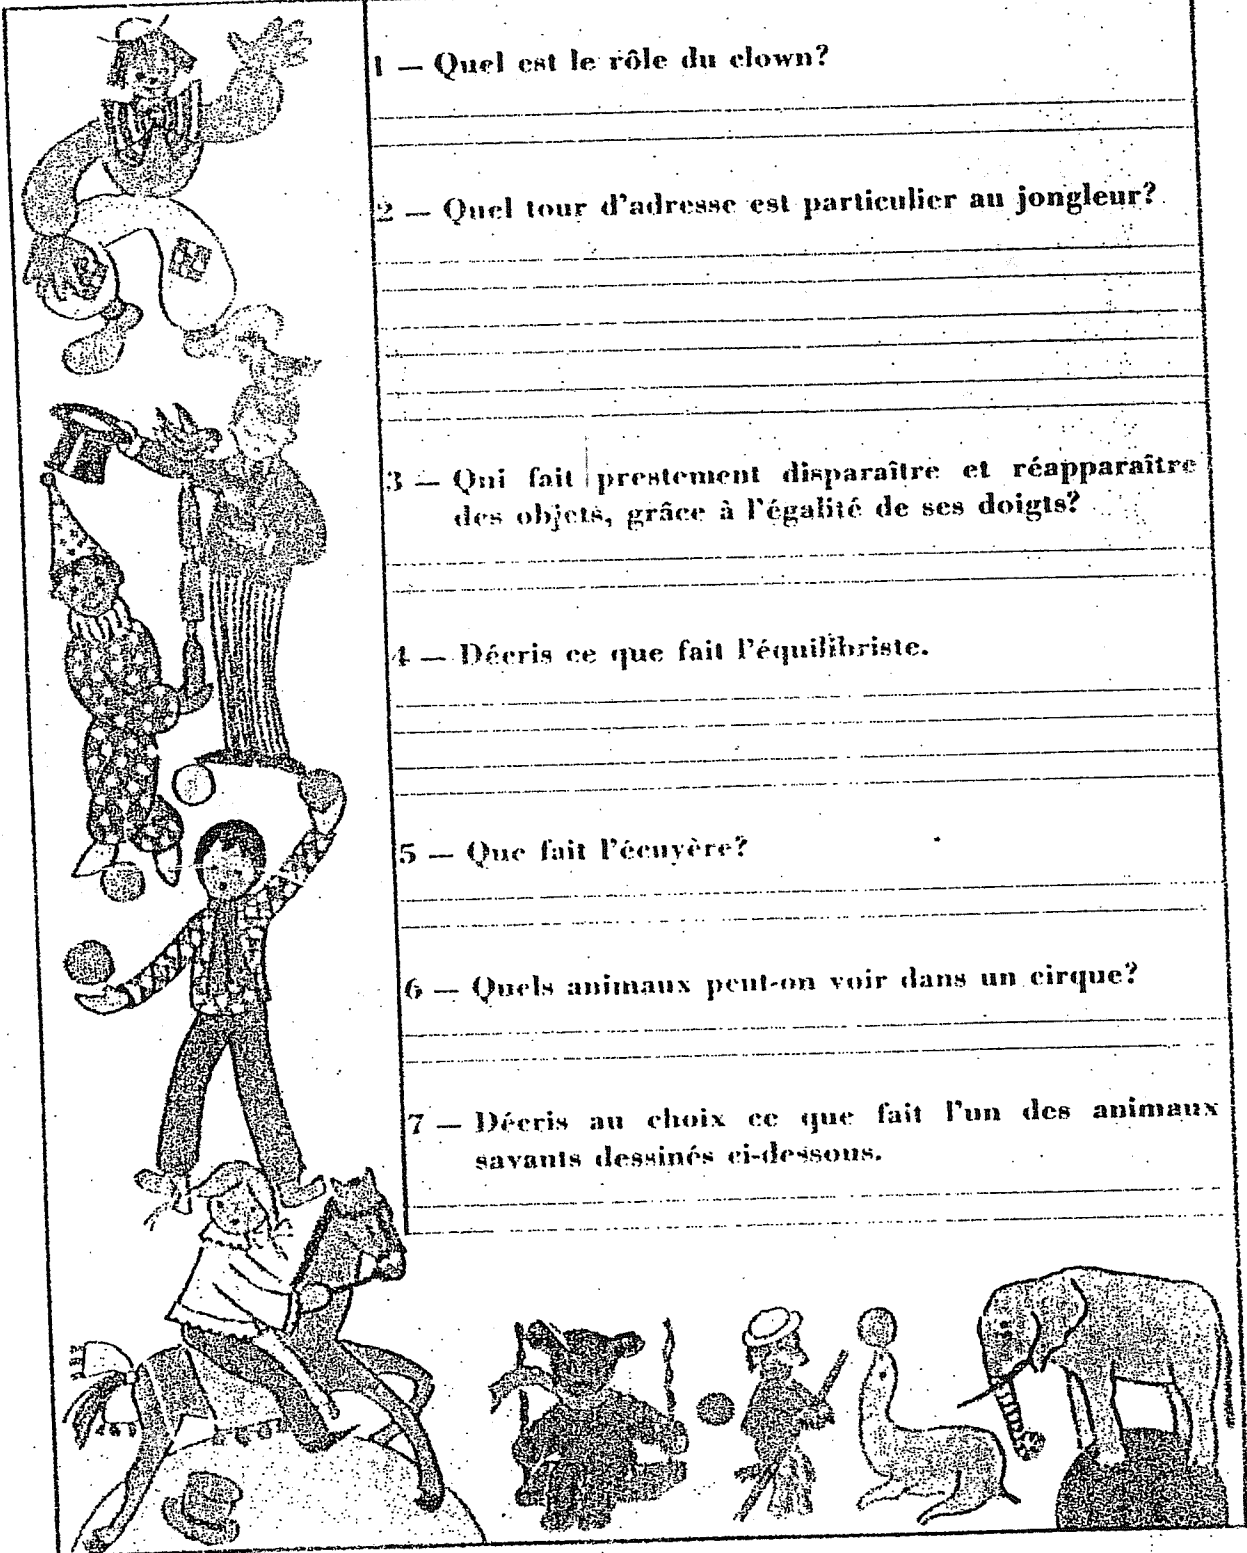 1 — Quel est le rôle du clown?
2 — Quel tour d'adresse est particulier au jongleur?
3 — Qui fait prestement disparaître et réapparaître
des objets, grâce à l'égalité de ses doigts?
4 — Décris ce que fait l'équilibriste.
5 — Que fait l'écuyère?
6 — Quels animaux peut-on voir dans un cirque?
7 — Décris au choix ce que fait l'un des animaux
savants dessinés ci-dessous.